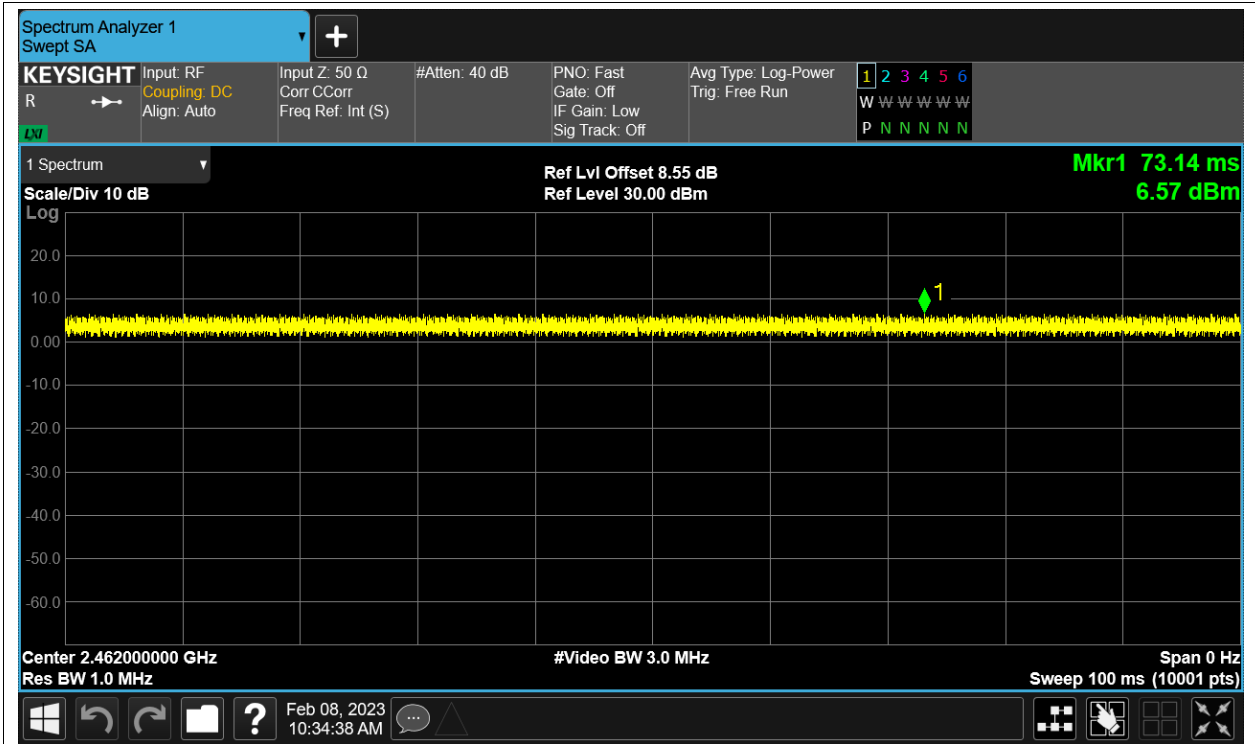 Spectrum Analyzer 1
Swept SA
+
KEYSIGHT
R
LXI
Input: RF
Coupling: DC
Align: Auto
Input Z: 50 Ω
Corr CCorr
Freq Ref: Int (S)
#Atten: 40 dB
PNO: Fast
Gate: Off
IF Gain: Low
Sig Track: Off
Avg Type: Log-Power
Trig: Free Run
1 2 3 4 5 6
W W W W W W
P N N N N N
1 Spectrum
Scale/Div 10 dB
Log
Ref Lvl Offset 8.55 dB
Ref Level 30.00 dBm
Mkr1 73.14 ms
6.57 dBm
20.0
10.0
0.00
-10.0
-20.0
-30.0
-40.0
-50.0
-60.0
1
Center 2.462000000 GHz
Res BW 1.0 MHz
#Video BW 3.0 MHz
Span 0 Hz
Sweep 100 ms (10001 pts)
?
Feb 08, 2023
10:34:38 AM